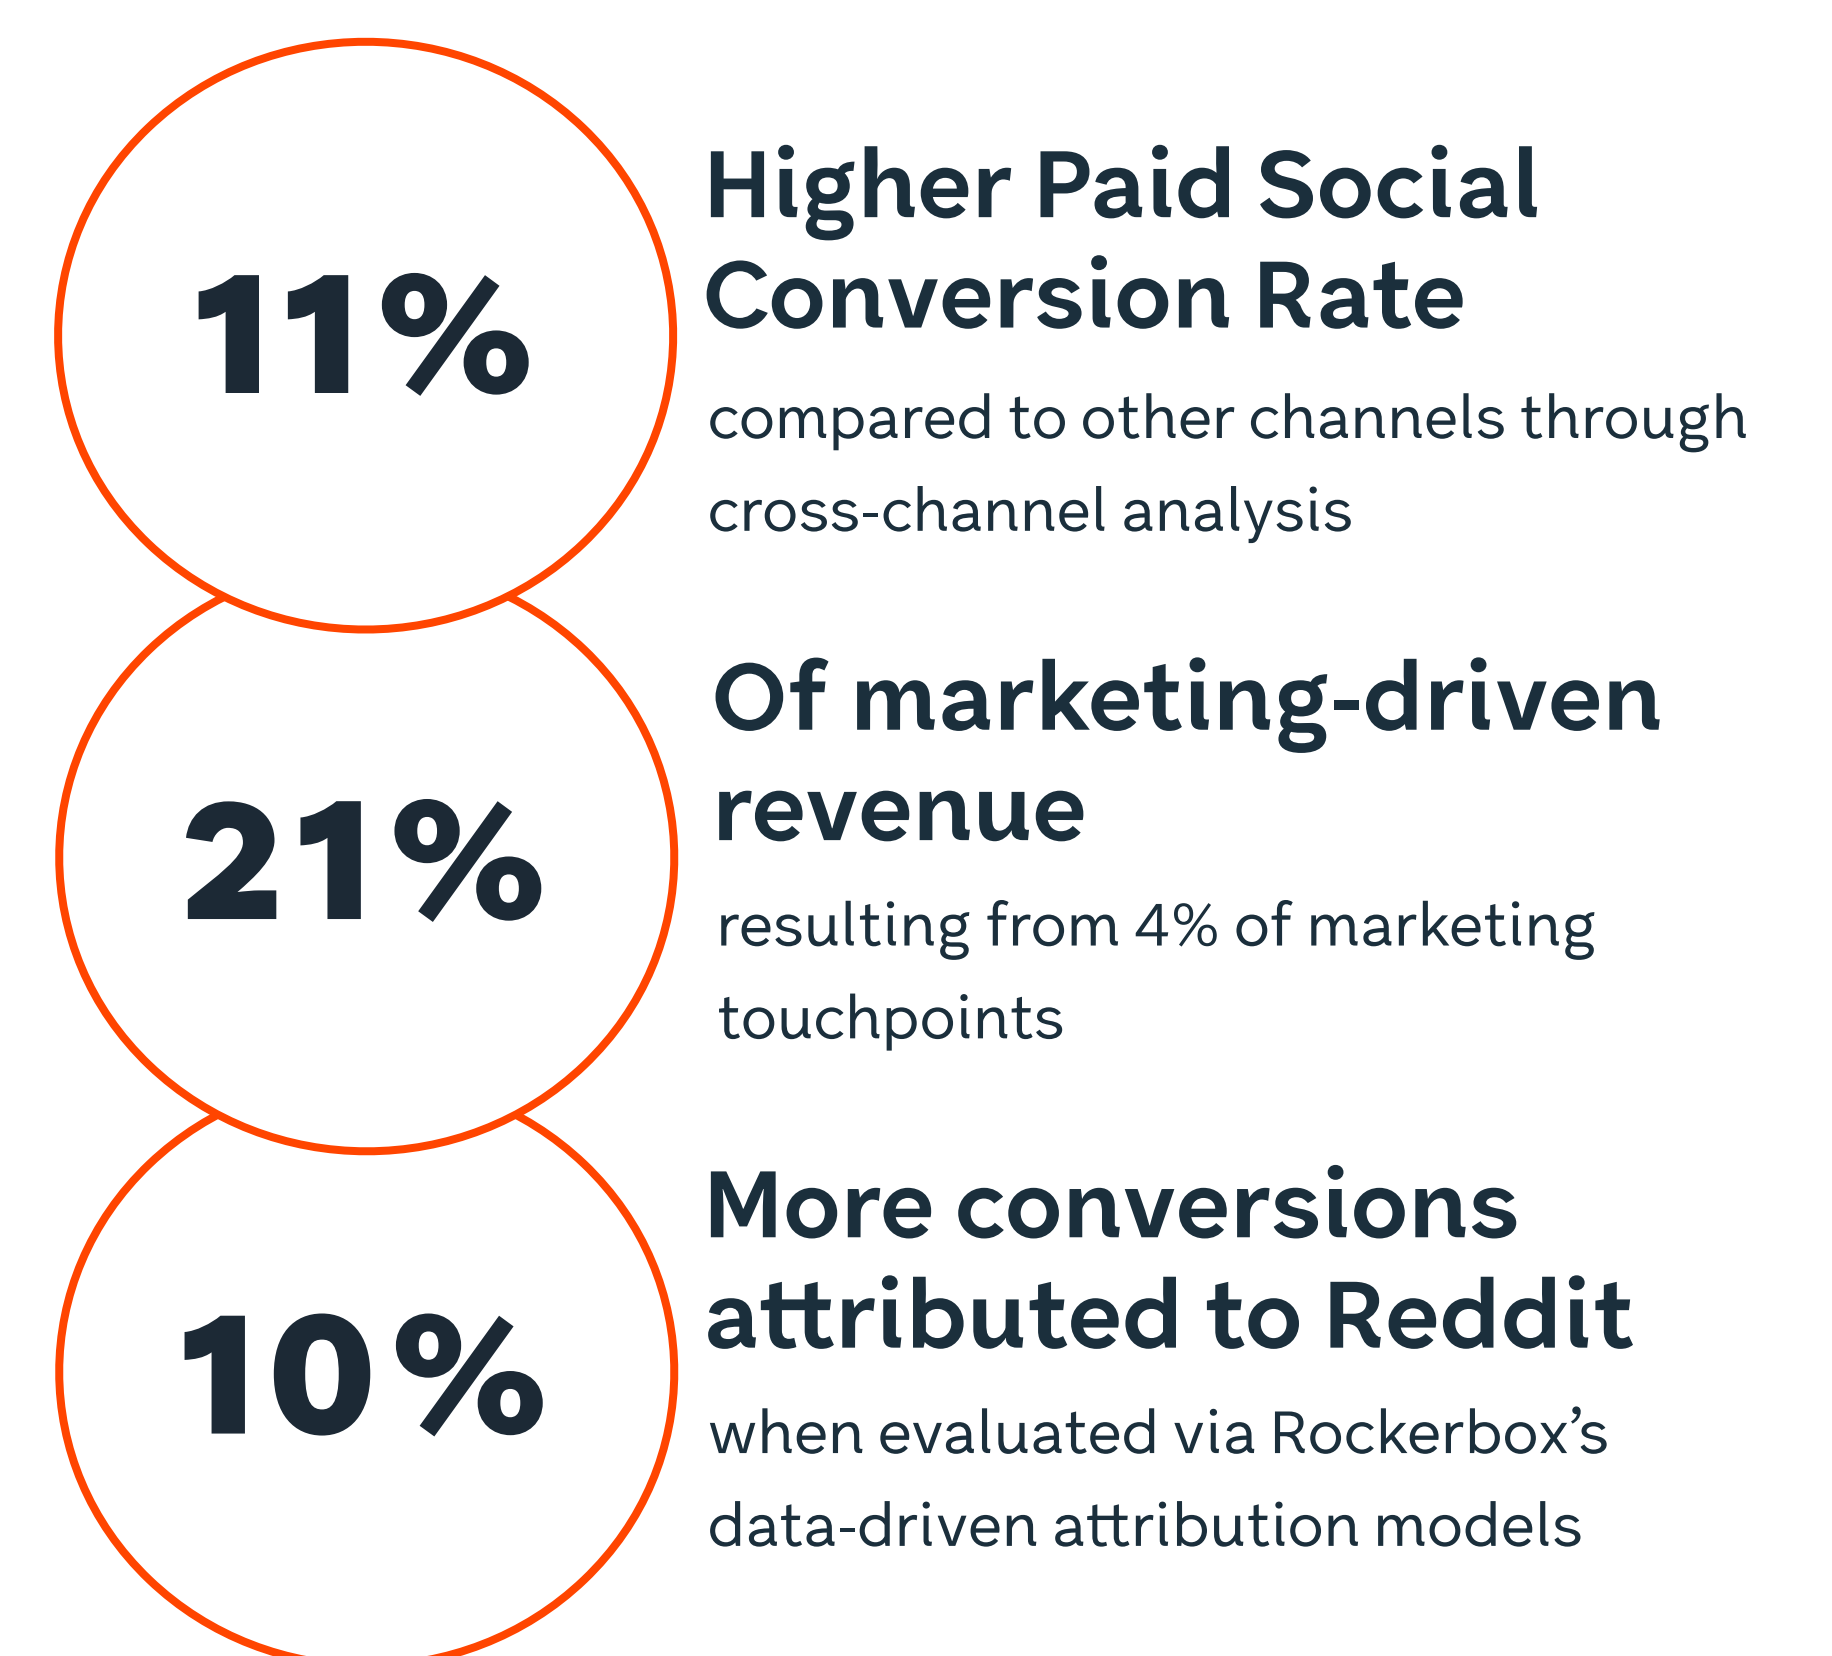 11%
Higher Paid Social
Conversion Rate
compared to other channels through
cross-channel analysis
21%
Of marketing-driven
revenue
resulting from 4% of marketing
touchpoints
10%
More conversions
attributed to Reddit
when evaluated via Rockerbox’s
data-driven attribution models